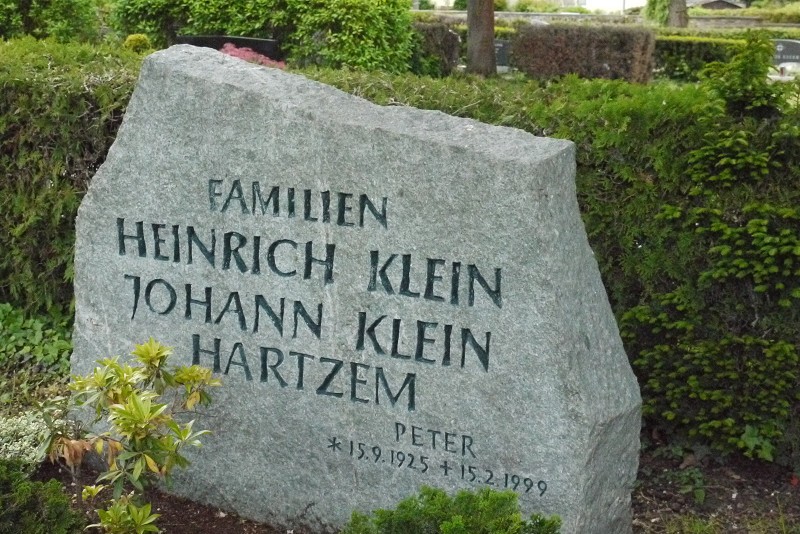 FAMILIEN
HEINRICH KLEIN
JOHANN KLEIN
HARTZEM
PETER
*15.9.1925 +15.2.1999